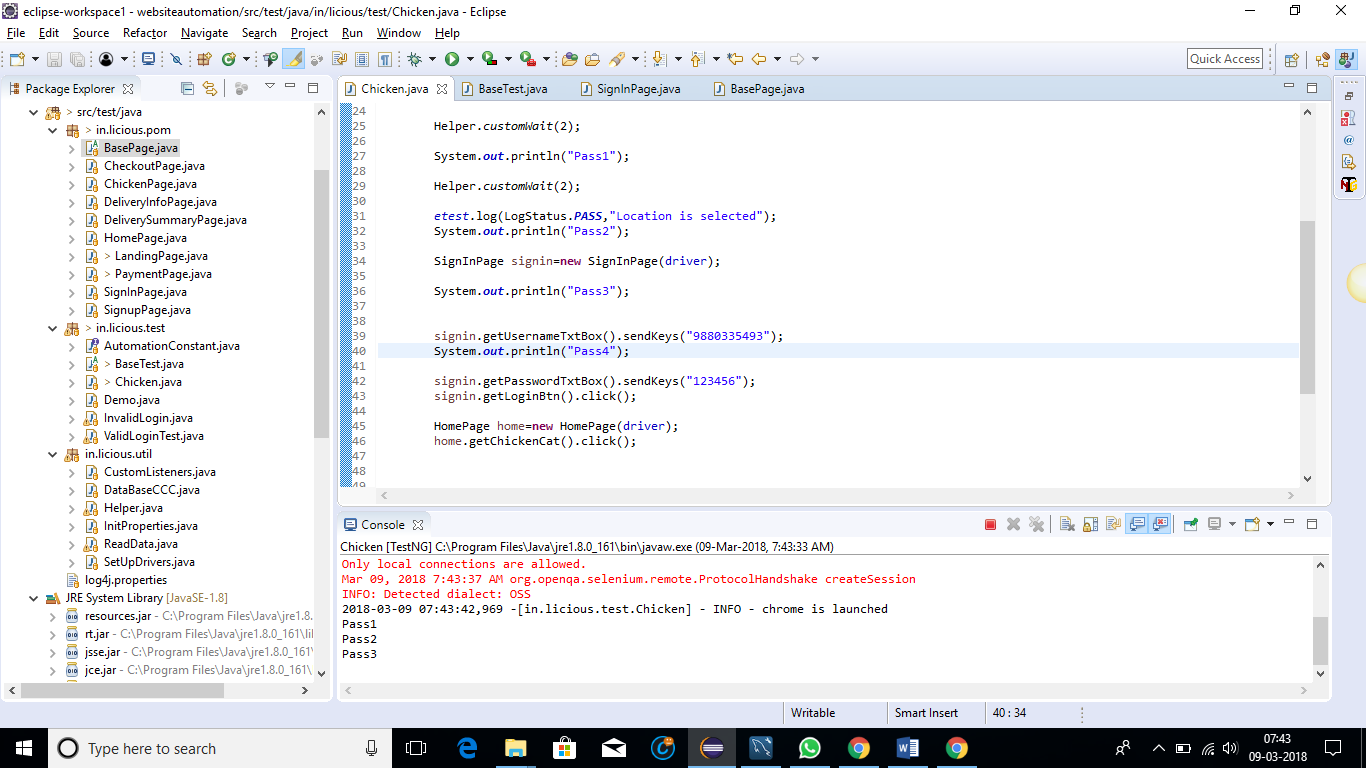 eclipse-workspace1 - websiteautomation/src/test/java/in/licious/test/Chicken.java - Eclipse
File Edit Source Refactor Navigate Search Project Run Window Help
Quick Access
Package Explorer
> src/test/java
> in.licious.pom
BasePage.java
CheckoutPage.java
ChickenPage.java
DeliveryInfoPage.java
DeliverySummaryPage.java
HomePage.java
> LandingPage.java
> PaymentPage.java
SignInPage.java
SignupPage.java
> in.licious.test
AutomationConstant.java
> BaseTest.java
> Chicken.java
Demo.java
InvalidLogin.java
ValidLoginTest.java
in.licious.util
CustomListeners.java
DataBaseCCC.java
Helper.java
InitProperties.java
ReadData.java
SetUpDrivers.java
log4j.properties
JRE System Library [JavaSE-1.8]
resources.jar - C:\Program Files\Java\jre1.8.
rt.jar - C:\Program Files\Java\jre1.8.0_161\li
jsse.jar - C:\Program Files\Java\jre1.8.0_161\
jce.jar - C:\Program Files\Java\jre1.8.0_161\
Chicken.java BaseTest.java SignInPage.java BasePage.java
24
25 Helper.customWait(2);
26
27 System.out.println("Pass1");
28
29 Helper.customWait(2);
30
31 etest.log(LogStatus.PASS,"Location is selected");
32 System.out.println("Pass2");
33
34 SignInPage signin=new SignInPage(driver);
35
36 System.out.println("Pass3");
37
38
39 signin.getUsernameTxtBox().sendKeys("9880335493");
40 System.out.println("Pass4");
41
42 signin.getPasswordTxtBox().sendKeys("123456");
43 signin.getLoginBtn().click();
44
45 HomePage home=new HomePage(driver);
46 home.getChickenCat().click();
47
48
49
Console
Chicken [TestNG] C:\Program Files\Java\jre1.8.0_161\bin\javaw.exe (09-Mar-2018, 7:43:33 AM)
Only local connections are allowed.
Mar 09, 2018 7:43:37 AM org.openqa.selenium.remote.ProtocolHandshake createSession
INFO: Detected dialect: OSS
2018-03-09 07:43:42,969 -[in.licious.test.Chicken] - INFO - chrome is launched
Pass1
Pass2
Pass3
Writable Smart Insert 40 : 34
Type here to search
07:43
09-03-2018